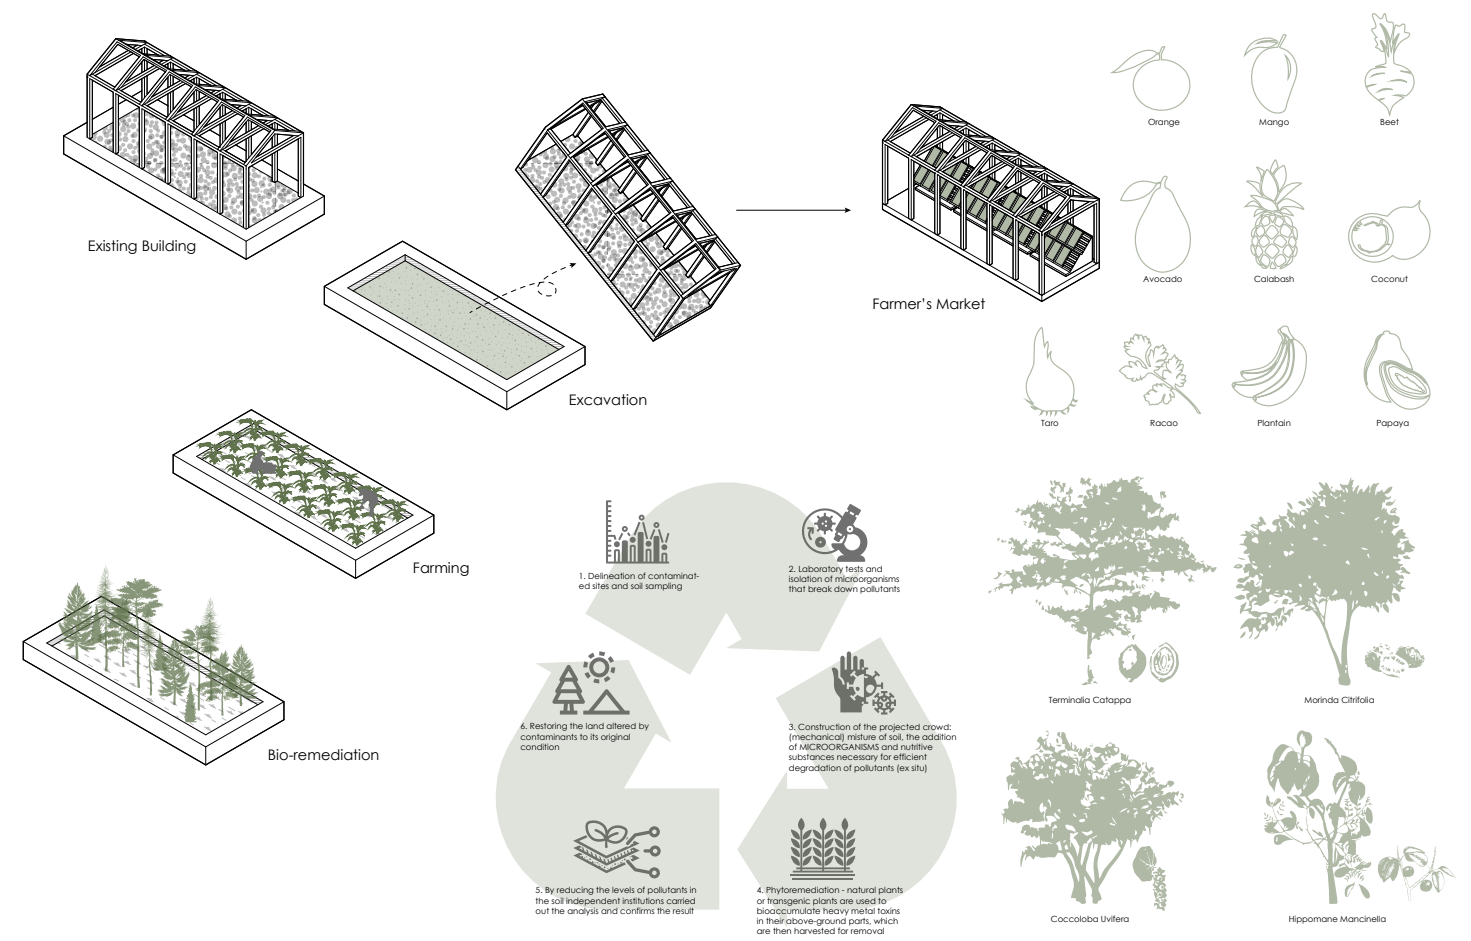 Existing Building
Excavation
Farmer's Market
Farming
Bio-remediation
Orange
Mango
Beet
Avocado
Calabash
Coconut
Taro
Racao
Plantain
Papaya
1. Delineation of contaminat-
ed sites and soil sampling
2. Laboratory tests and
isolation of microorganisms
that break down pollutants
3. Construction of the projected crowd:
(mechanical) mixture of soil, the addition
of MICROORGANISMS and nutritive
substances necessary for efficient
degradation of pollutants (ex situ)
4. Phytoremediation - natural plants
or transgenic plants are used to
bioaccumulate heavy metal toxins
in their above-ground parts, which
are then harvested for removal
5. By reducing the levels of pollutants in
the soil independent institutions carried
out the analysis and confirms the result
6. Restoring the land altered by
contaminants to its original
condition
Terminalia Catappa
Morinda Citrifolia
Coccoloba Uvifera
Hippomane Mancinella